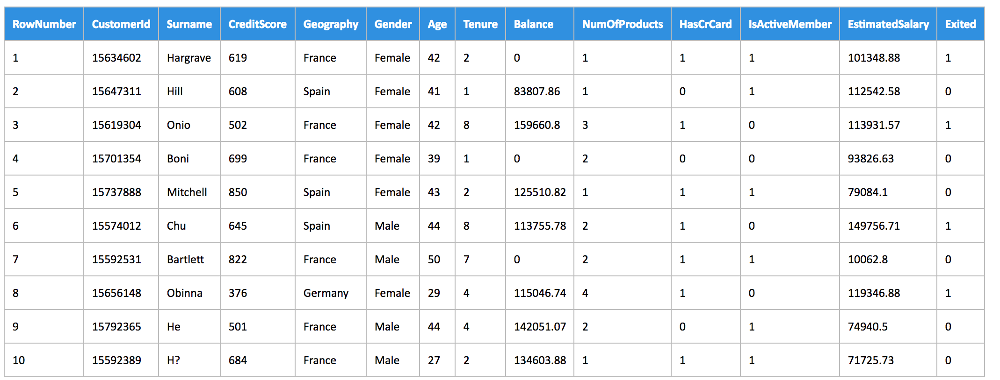 RowNumber CustomerId Surname CreditScore Geography Gender Age Tenure Balance NumOfProducts HasCrCard IsActiveMember EstimatedSalary Exited
1 15634602 Hargrave 619 France Female 42 2 0 1 1 1 101348.88 1
2 15647311 Hill 608 Spain Female 41 1 83807.86 1 0 1 112542.58 0
3 15619304 Onio 502 France Female 42 8 159660.8 3 1 0 113931.57 1
4 15701354 Boni 699 France Female 39 1 0 2 0 0 93826.63 0
5 15737888 Mitchell 850 Spain Female 43 2 125510.82 1 1 1 79084.1 0
6 15574012 Chu 645 Spain Male 44 8 113755.78 2 1 0 149756.71 1
7 15592531 Bartlett 822 France Male 50 7 0 2 1 1 10062.8 0
8 15656148 Obinna 376 Germany Female 29 4 115046.74 4 1 0 119346.88 1
9 15792365 He 501 France Male 44 4 142051.07 2 0 1 74940.5 0
10 15592389 H? 684 France Male 27 2 134603.88 1 1 1 71725.73 0